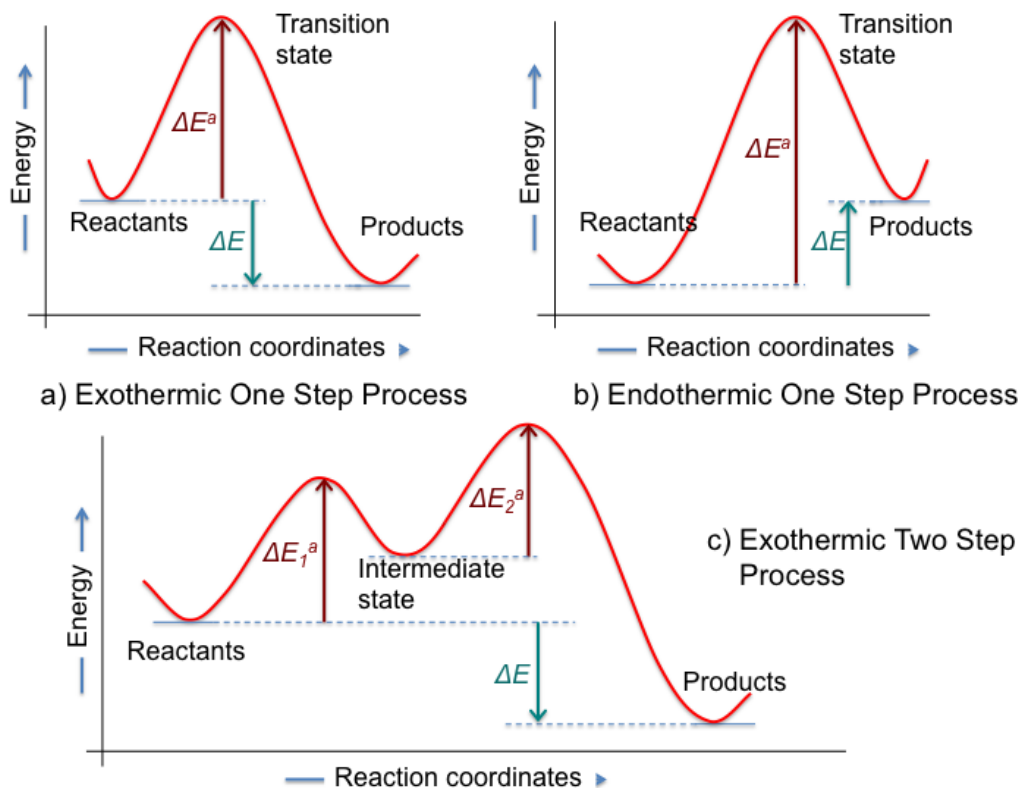 Energy
Transition
state
ΔEᵃ
Reactants
Products
ΔE
Reaction coordinates
a) Exothermic One Step Process
Energy
Transition
state
ΔEᵃ
Reactants
Products
ΔE
Reaction coordinates
b) Endothermic One Step Process
Energy
ΔE₂ᵃ
ΔE₁ᵃ
Intermediate
state
Reactants
ΔE
Products
Reaction coordinates
c) Exothermic Two Step
Process